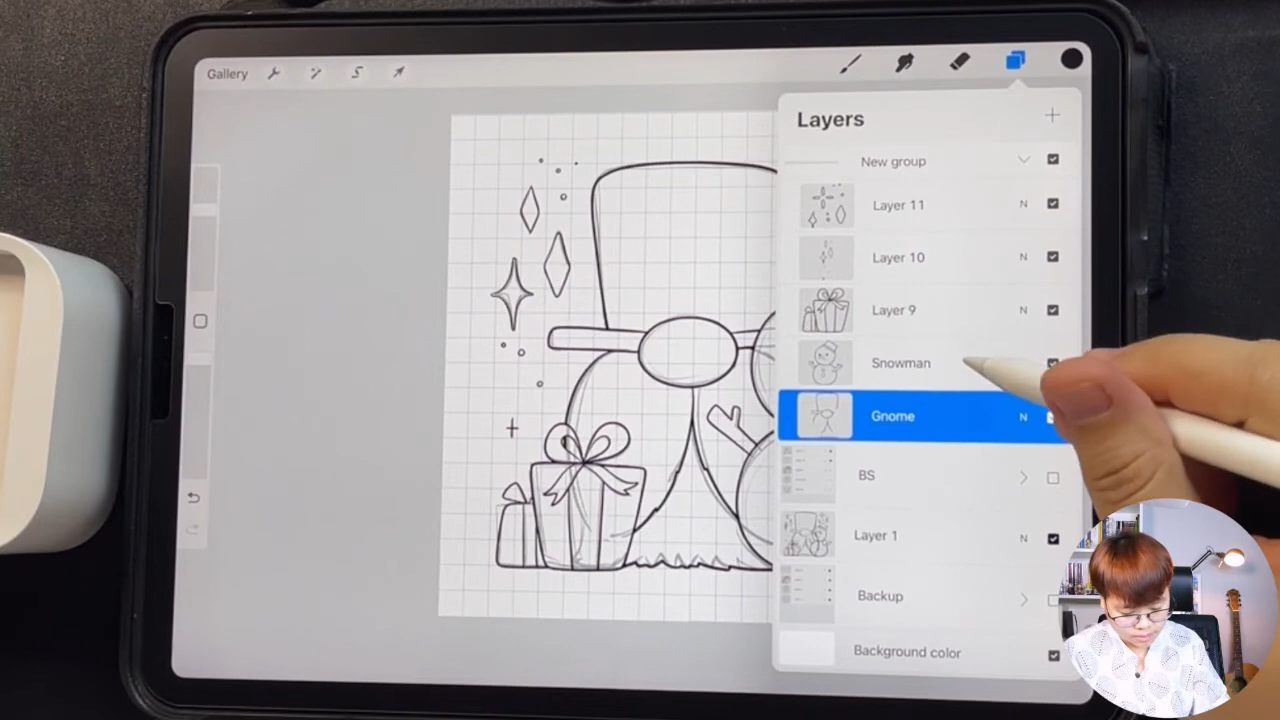 Gallery
Layers
New group
Layer 11 N
Layer 10 N
Layer 9 N
Snowman
Gnome N
BS
Layer 1 N
Backup
Background color